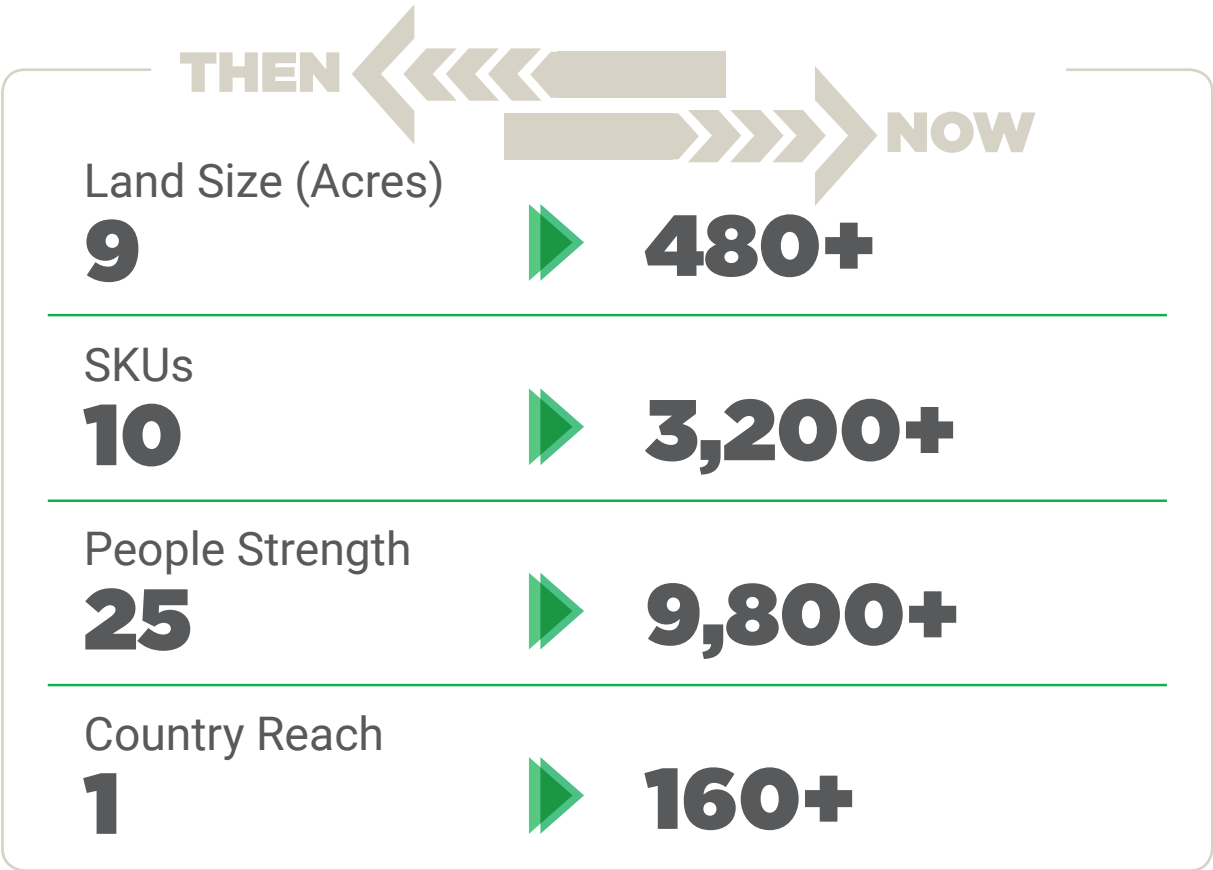 THEN
NOW
Land Size (Acres)
9
480+
SKUs
10
3,200+
People Strength
25
9,800+
Country Reach
1
160+